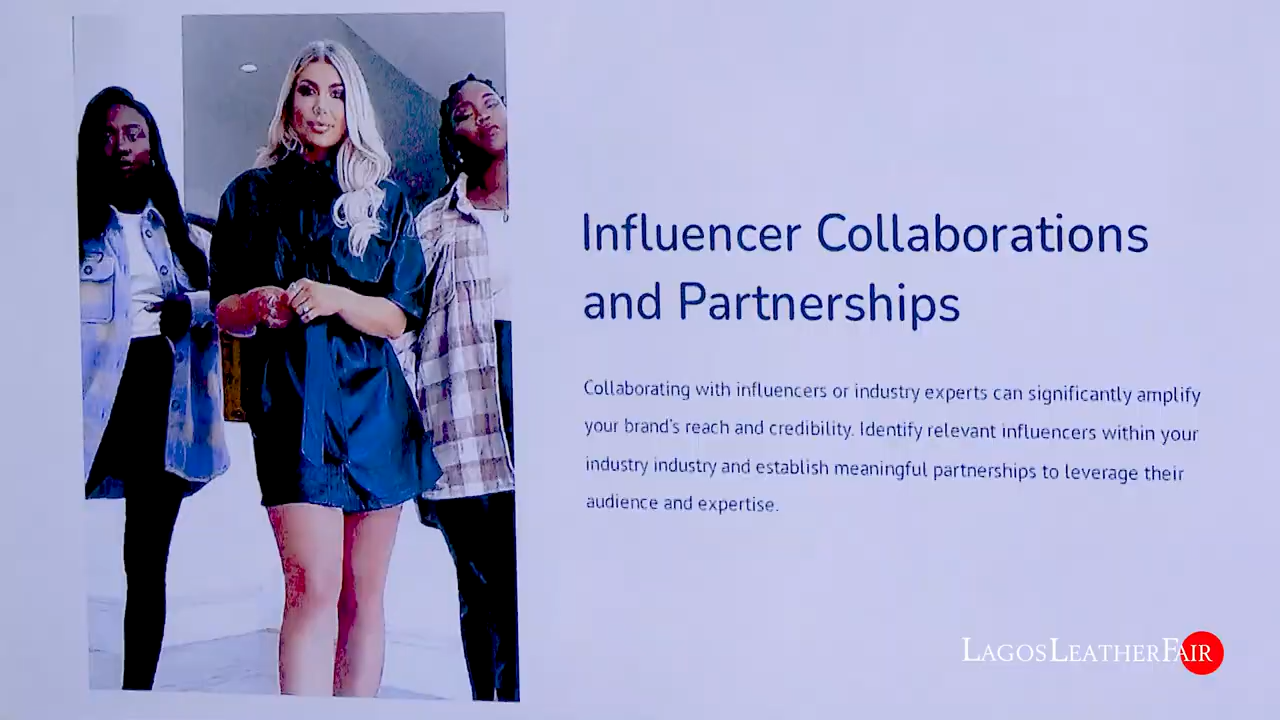 Influencer Collaborations
and Partnerships
Collaborating with influencers or industry experts can significantly amplify
your brand's reach and credibility. Identify relevant influencers within your
industry industry and establish meaningful partnerships to leverage their
audience and expertise.
LAGOSLEATHERFAIR